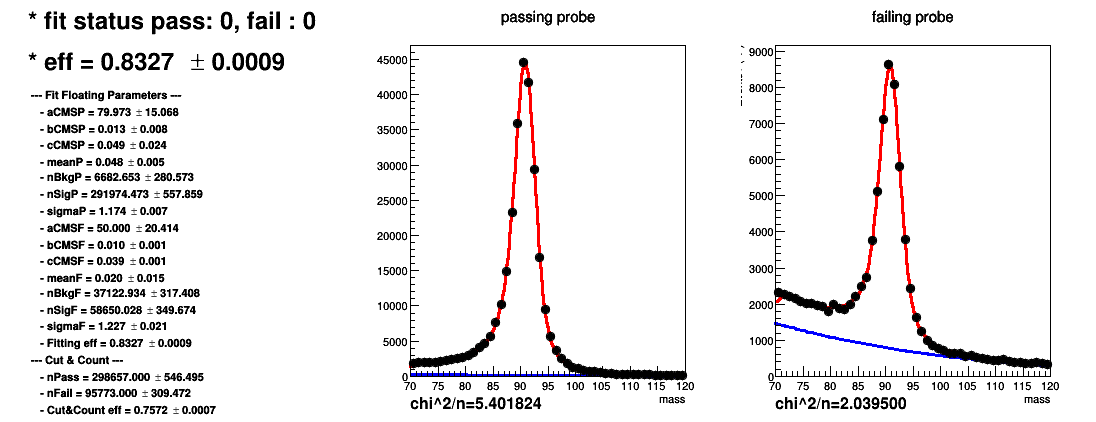 * fit status pass: 0, fail : 0
* eff = 0.8327 ± 0.0009
--- Fit Floating Parameters ---
- aCMSP = 79.973 ± 15.068
- bCMSP = 0.013 ± 0.008
- cCMSP = 0.049 ± 0.024
- meanP = 0.048 ± 0.005
- nBkgP = 6682.653 ± 280.573
- nSigP = 291974.473 ± 557.859
- sigmaP = 1.174 ± 0.007
- aCMSF = 50.000 ± 20.414
- bCMSF = 0.010 ± 0.001
- cCMSF = 0.039 ± 0.001
- meanF = 0.020 ± 0.015
- nBkgF = 37122.934 ± 317.408
- nSigF = 58650.028 ± 349.674
- sigmaF = 1.227 ± 0.021
- Fitting eff = 0.8327 ± 0.0009
--- Cut & Count ---
- nPass = 298657.000 ± 546.495
- nFail = 95773.000 ± 309.472
- Cut&Count eff = 0.7572 ± 0.0007
passing probe
45000
40000
35000
30000
25000
20000
15000
10000
5000
0
70 75 80 85 90 95 100 105 110 115 120
mass
chi^2/n=5.401824
failing probe
9000
8000
7000
6000
5000
4000
3000
2000
1000
0
70 75 80 85 90 95 100 105 110 115 120
mass
chi^2/n=2.039500